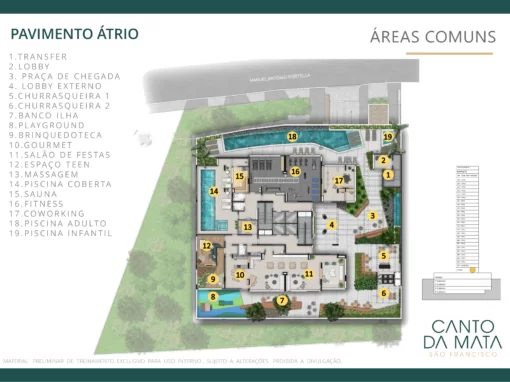 PAVIMENTO ÁTRIO
ÁREAS COMUNS
1.TRANSFER
2.LOBBY
3. PRAÇA DE CHEGADA
4. LOBBY EXTERNO
5.CHURRASQUEIRA 1
6.CHURRASQUEIRA 2
7.BANCO ILHA
8.PLAYGROUND
9.BRINQUEDOTECA
10.GOURMET
11.SALÃO DE FESTAS
12.ESPAÇO TEEN
13.MASSAGEM
14.PISCINA COBERTA
15.SAUNA
16.FITNESS
17.COWORKING
18.PISCINA ADULTO
19.PISCINA INFANTIL
18
19
16
2
15
17
1
14
3
4
13
12
5
10
11
9
6
8
7
CANTO
DA MATA
SÃO FRANCISCO
MATERIAL PRELIMINAR DE TREINAMENTO EXCLUSIVO PARA USO INTERNO, SUJEITO A ALTERAÇÕES. PROIBIDA A DIVULGAÇÃO.